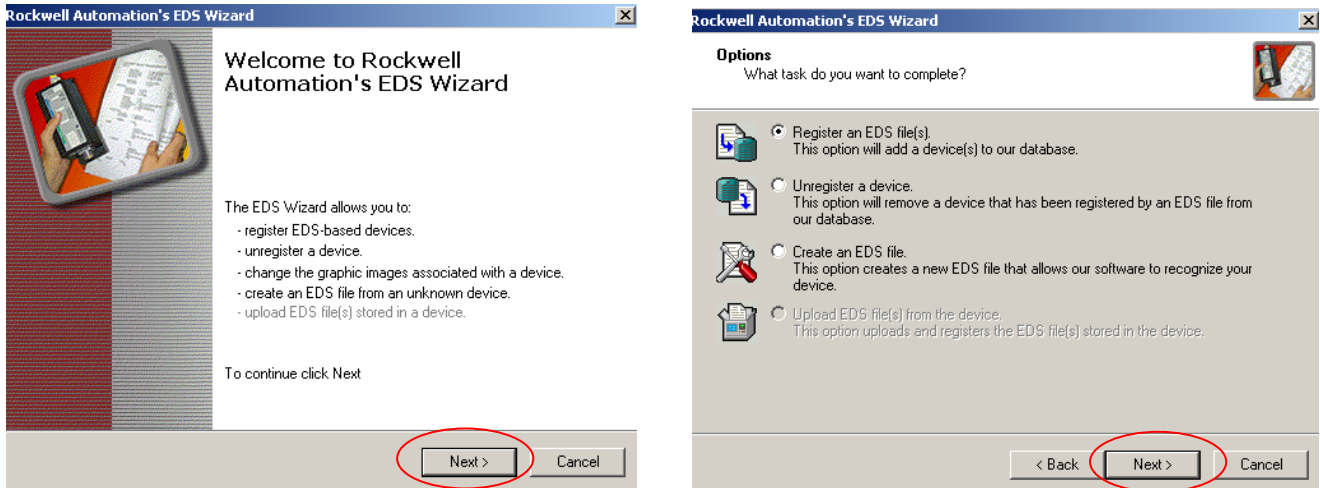 Rockwell Automation's EDS Wizard
Welcome to Rockwell
Automation's EDS Wizard
The EDS Wizard allows you to:
- register EDS-based devices.
- unregister a device.
- change the graphic images associated with a device.
- create an EDS file from an unknown device.
- upload EDS file(s) stored in a device.
To continue click Next
Next >
Cancel
Rockwell Automation's EDS Wizard
Options
What task do you want to complete?
Register an EDS file(s).
This option will add a device(s) to our database.
Unregister a device.
This option will remove a device that has been registered by an EDS file from
our database.
Create an EDS file.
This option creates a new EDS file that allows our software to recognize your
device.
Upload EDS file(s) from the device.
This option uploads and registers the EDS file(s) stored in the device.
< Back
Next >
Cancel